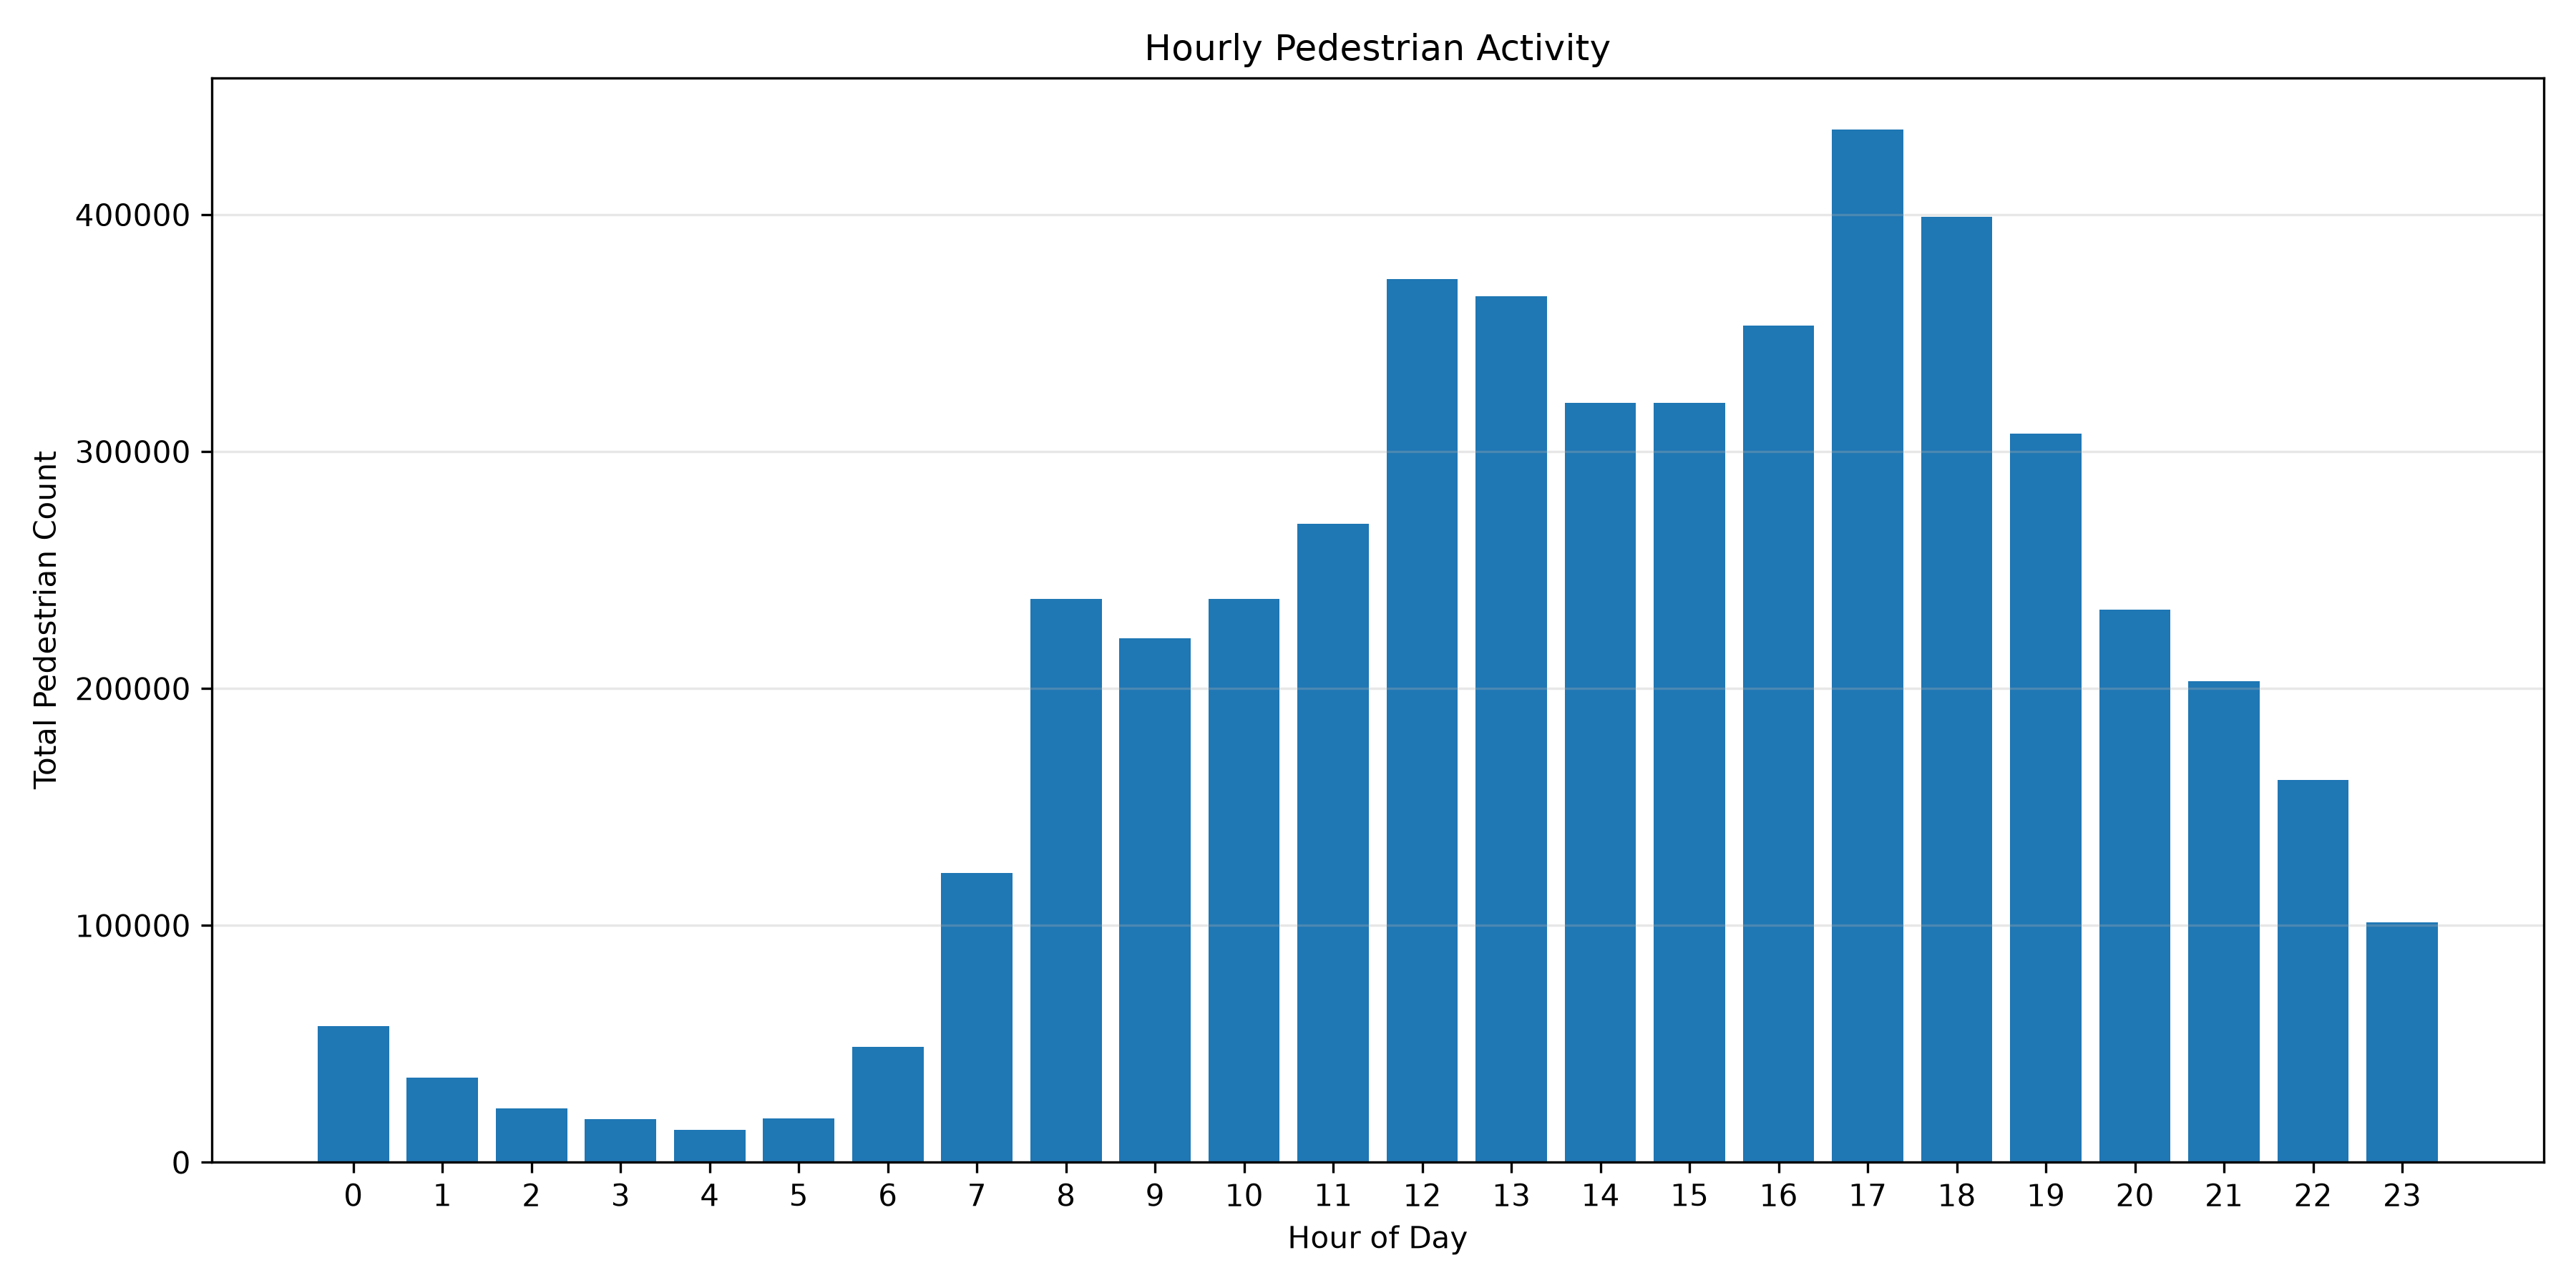 Hourly Pedestrian Activity
Total Pedestrian Count
400000
300000
200000
100000
0
0 1 2 3 4 5 6 7 8 9 10 11 12 13 14 15 16 17 18 19 20 21 22 23
Hour of Day